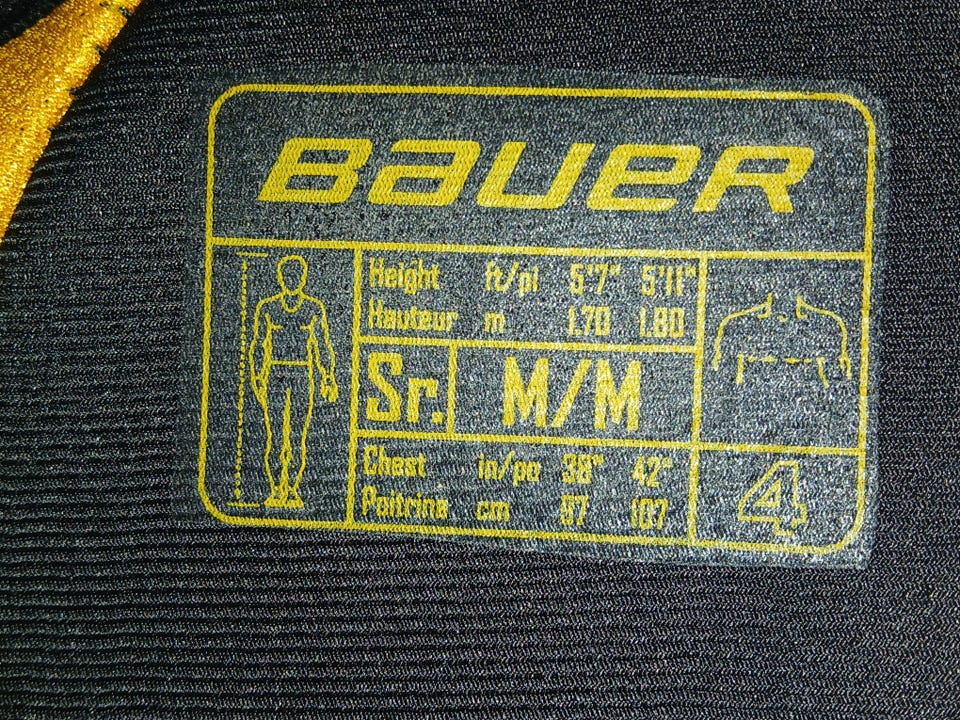 BAUER
Height ft/pi 5'7" 5'11"
Hauteur m 1.70 1.80
Sr. M/M
Chest in/po 38" 42"
Poitrine cm 97 107
4